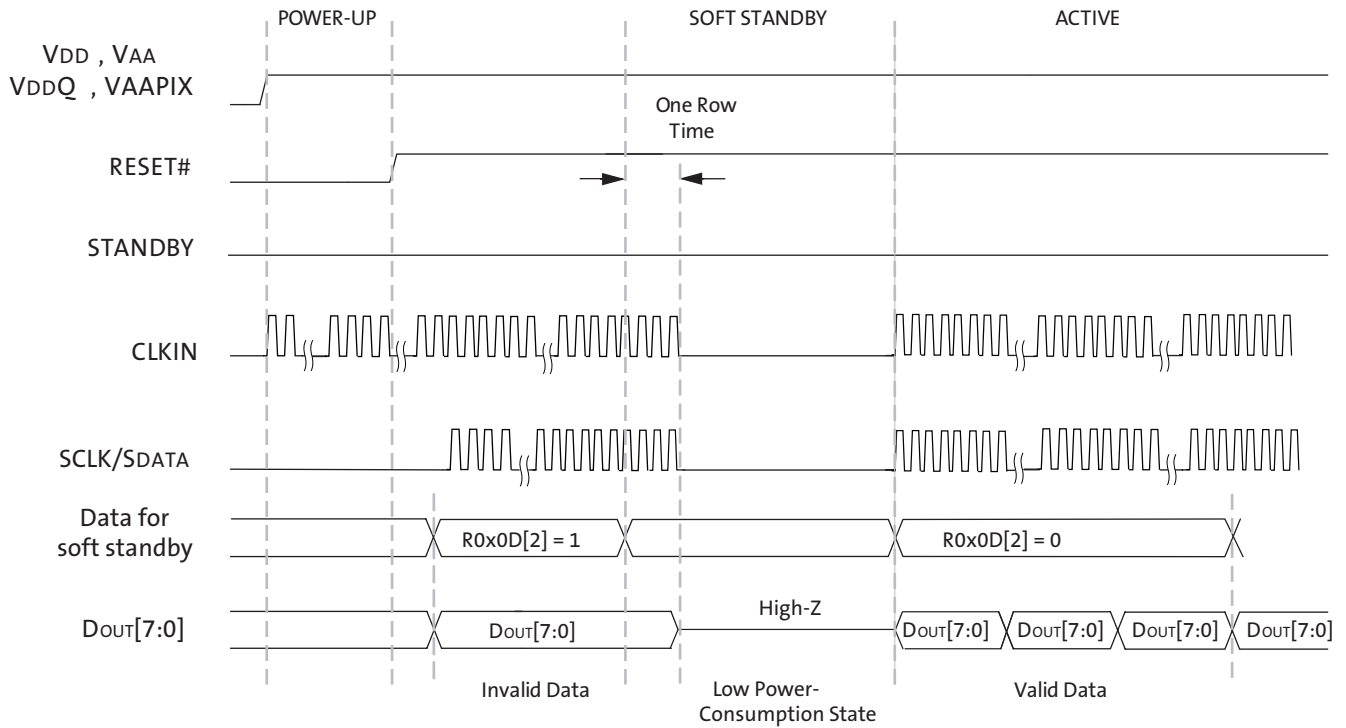 POWER-UP SOFT STANDBY ACTIVE
VDD , VAA
VDDQ , VAAPIX
One Row
Time
RESET#
STANDBY
CLKIN
SCLK/SDATA
Data for
soft standby
R0x0D[2] = 1 R0x0D[2] = 0
DOUT[7:0] DOUT[7:0] High-Z DOUT[7:0] DOUT[7:0] DOUT[7:0] DOUT[7:0]
Invalid Data Low Power- Valid Data
Consumption State